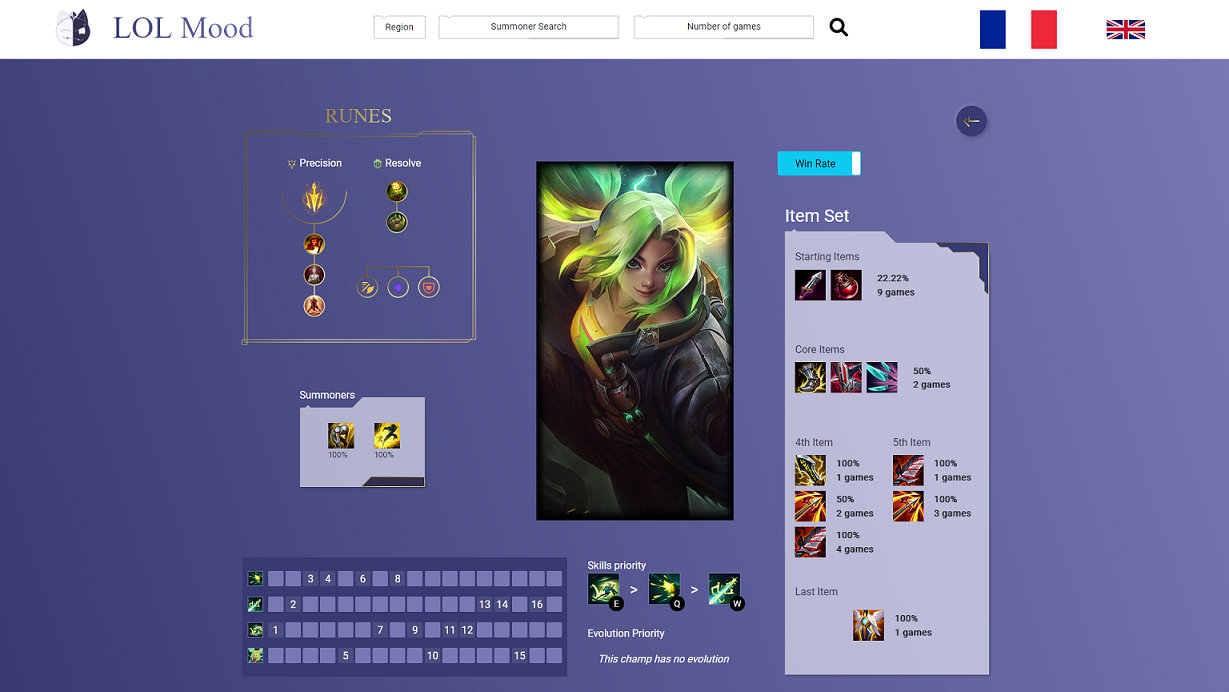 LOL Mood
Region
Summoner Search
Number of games
RUNES
Precision
Resolve
Win Rate
Item Set
Starting Items
22.22%
9 games
Core Items
50%
2 games
4th Item
5th Item
100%
1 games
100%
1 games
50%
2 games
100%
3 games
100%
4 games
Last Item
100%
1 games
Summoners
100%
100%
3 4 6 8
2 13 14 16
1 7 9 11 12
5 10 15
Skills priority
E > Q > W
Evolution Priority
This champ has no evolution